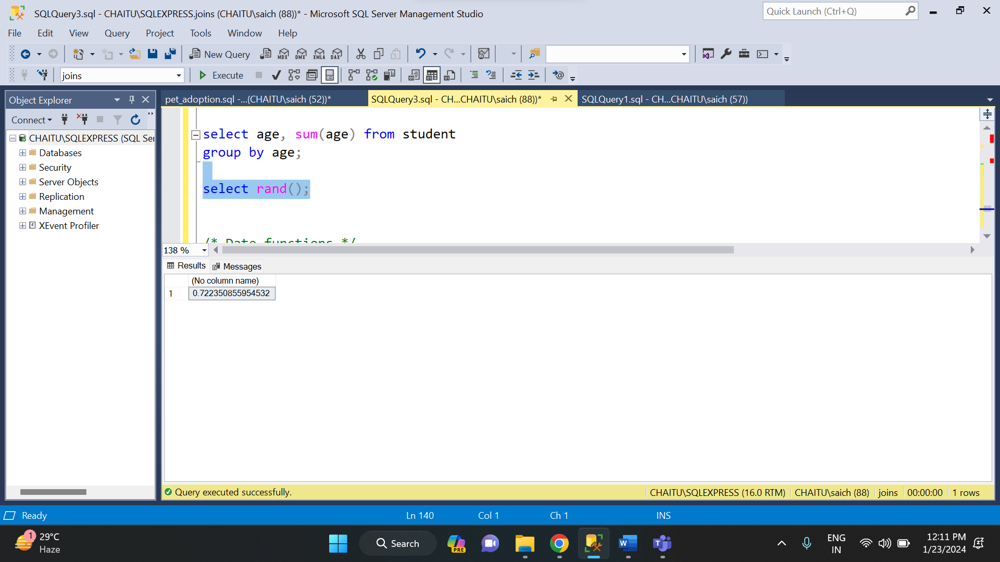 SQLQuery3.sql - CHAITU\SQLEXPRESS.joins (CHAITU\saich (88))* - Microsoft SQL Server Management Studio
Quick Launch (Ctrl+Q)
File Edit View Query Project Tools Window Help
New Query MDX DMX XMLA DAX
joins Execute
Object Explorer
pet_adoption.sql -...(CHAITU\saich (52))* SQLQuery3.sql - CH...CHAITU\saich (88))* SQLQuery1.sql - CH...CHAITU\saich (57))
Connect
CHAITU\SQLEXPRESS (SQL Ser
Databases
Security
Server Objects
Replication
Management
XEvent Profiler
select age, sum(age) from student
group by age;
select rand();
/* Date functions */
138 %
Results Messages
(No column name)
1 0.722350855954532
Query executed successfully. CHAITU\SQLEXPRESS (16.0 RTM) CHAITU\saich (88) joins 00:00:00 1 rows
Ready Ln 140 Col 1 Ch 1 INS
1 29°C
Haze
Search
PRE
ENG
IN
12:11 PM
1/23/2024